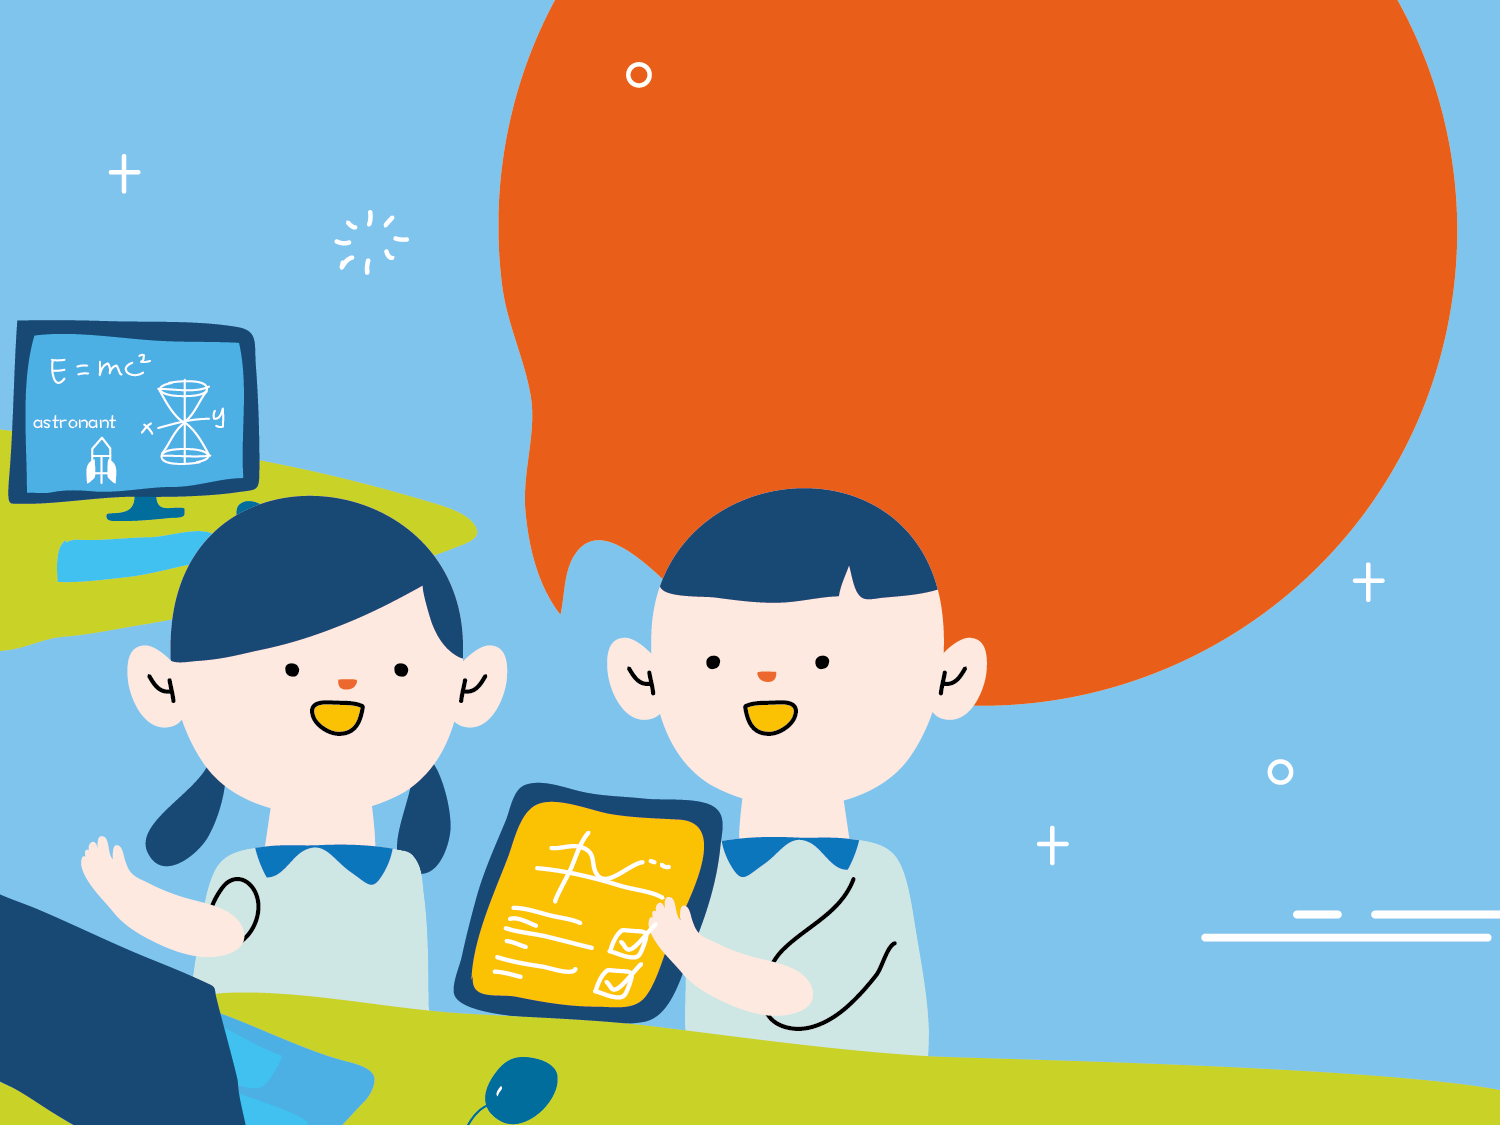 E = mc²
astronant
x
y